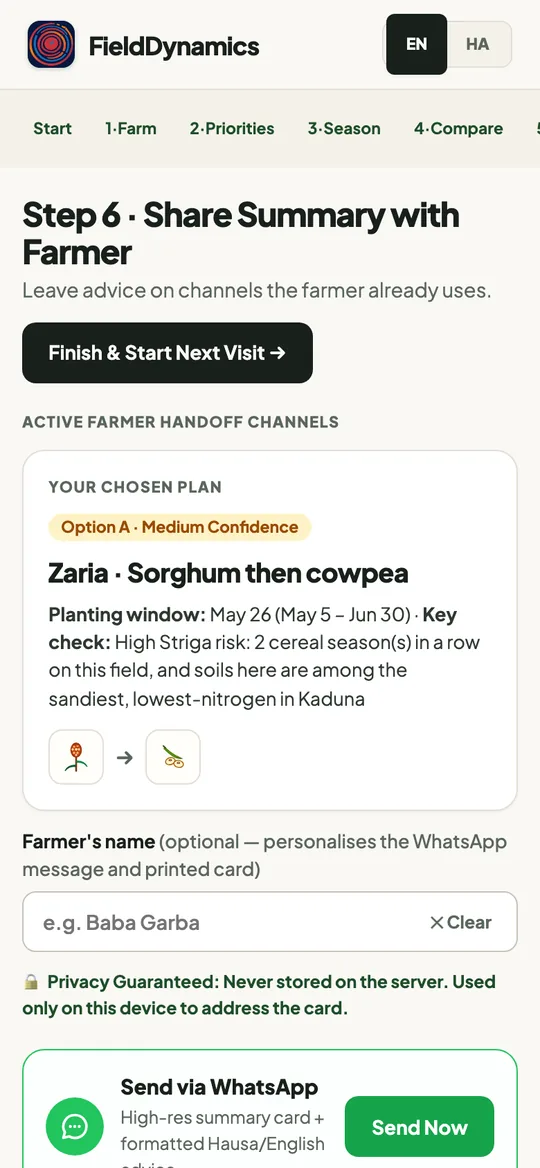 FieldDynamics
EN
HA
Start 1·Farm 2·Priorities 3·Season 4·Compare
Step 6 · Share Summary with
Farmer
Leave advice on channels the farmer already uses.
Finish & Start Next Visit →
ACTIVE FARMER HANDOFF CHANNELS
YOUR CHOSEN PLAN
Option A · Medium Confidence
Zaria · Sorghum then cowpea
Planting window: May 26 (May 5 – Jun 30) · Key
check: High Striga risk: 2 cereal season(s) in a row
on this field, and soils here are among the
sandiest, lowest-nitrogen in Kaduna
→
Farmer's name (optional — personalises the WhatsApp
message and printed card)
e.g. Baba Garba
✕ Clear
🔒 Privacy Guaranteed: Never stored on the server. Used
only on this device to address the card.
Send via WhatsApp
High-res summary card +
formatted Hausa/English
Send Now